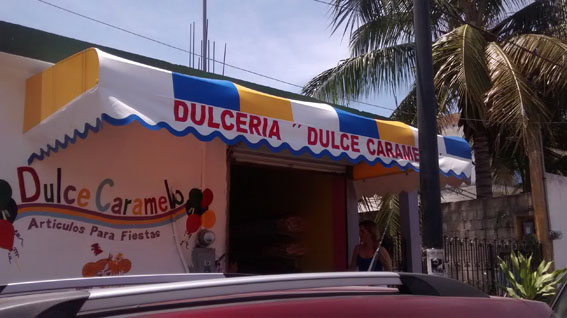 DULCERIA " DULCE CARAME
Dulce Caramelo
Articulos Para Fiestas